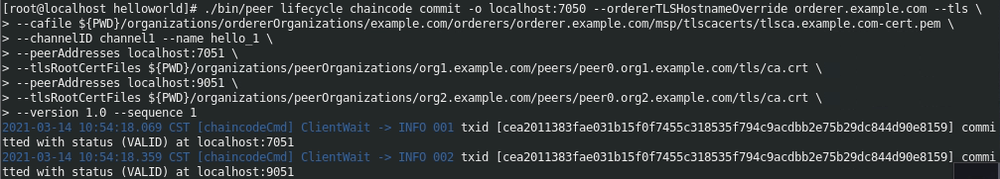 [root@localhost helloworld]# ./bin/peer lifecycle chaincode commit -o localhost:7050 --ordererTLSHostnameOverride orderer.example.com --tls \
> --cafile ${PWD}/organizations/ordererOrganizations/example.com/orderers/orderer.example.com/msp/tlscacerts/tlsca.example.com-cert.pem \
> --channelID channel1 --name hello_1 \
> --peerAddresses localhost:7051 \
> --tlsRootCertFiles ${PWD}/organizations/peerOrganizations/org1.example.com/peers/peer0.org1.example.com/tls/ca.crt \
> --peerAddresses localhost:9051 \
> --tlsRootCertFiles ${PWD}/organizations/peerOrganizations/org2.example.com/peers/peer0.org2.example.com/tls/ca.crt \
> --version 1.0 --sequence 1
2021-03-14 10:54:18.069 CST [chaincodeCmd] ClientWait -> INFO 001 txid [cea2011383fae031b15f0f7455c318535f794c9acdbb2e75b29dc844d90e8159] commi
tted with status (VALID) at localhost:7051
2021-03-14 10:54:18.359 CST [chaincodeCmd] ClientWait -> INFO 002 txid [cea2011383fae031b15f0f7455c318535f794c9acdbb2e75b29dc844d90e8159] commi
tted with status (VALID) at localhost:9051